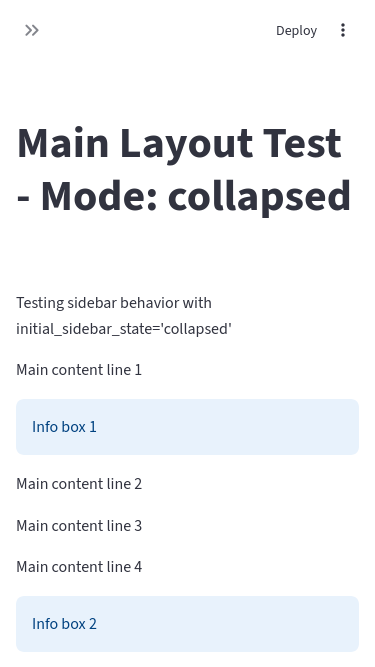 Deploy
Main Layout Test
- Mode: collapsed
Testing sidebar behavior with
initial_sidebar_state='collapsed'
Main content line 1
Info box 1
Main content line 2
Main content line 3
Main content line 4
Info box 2